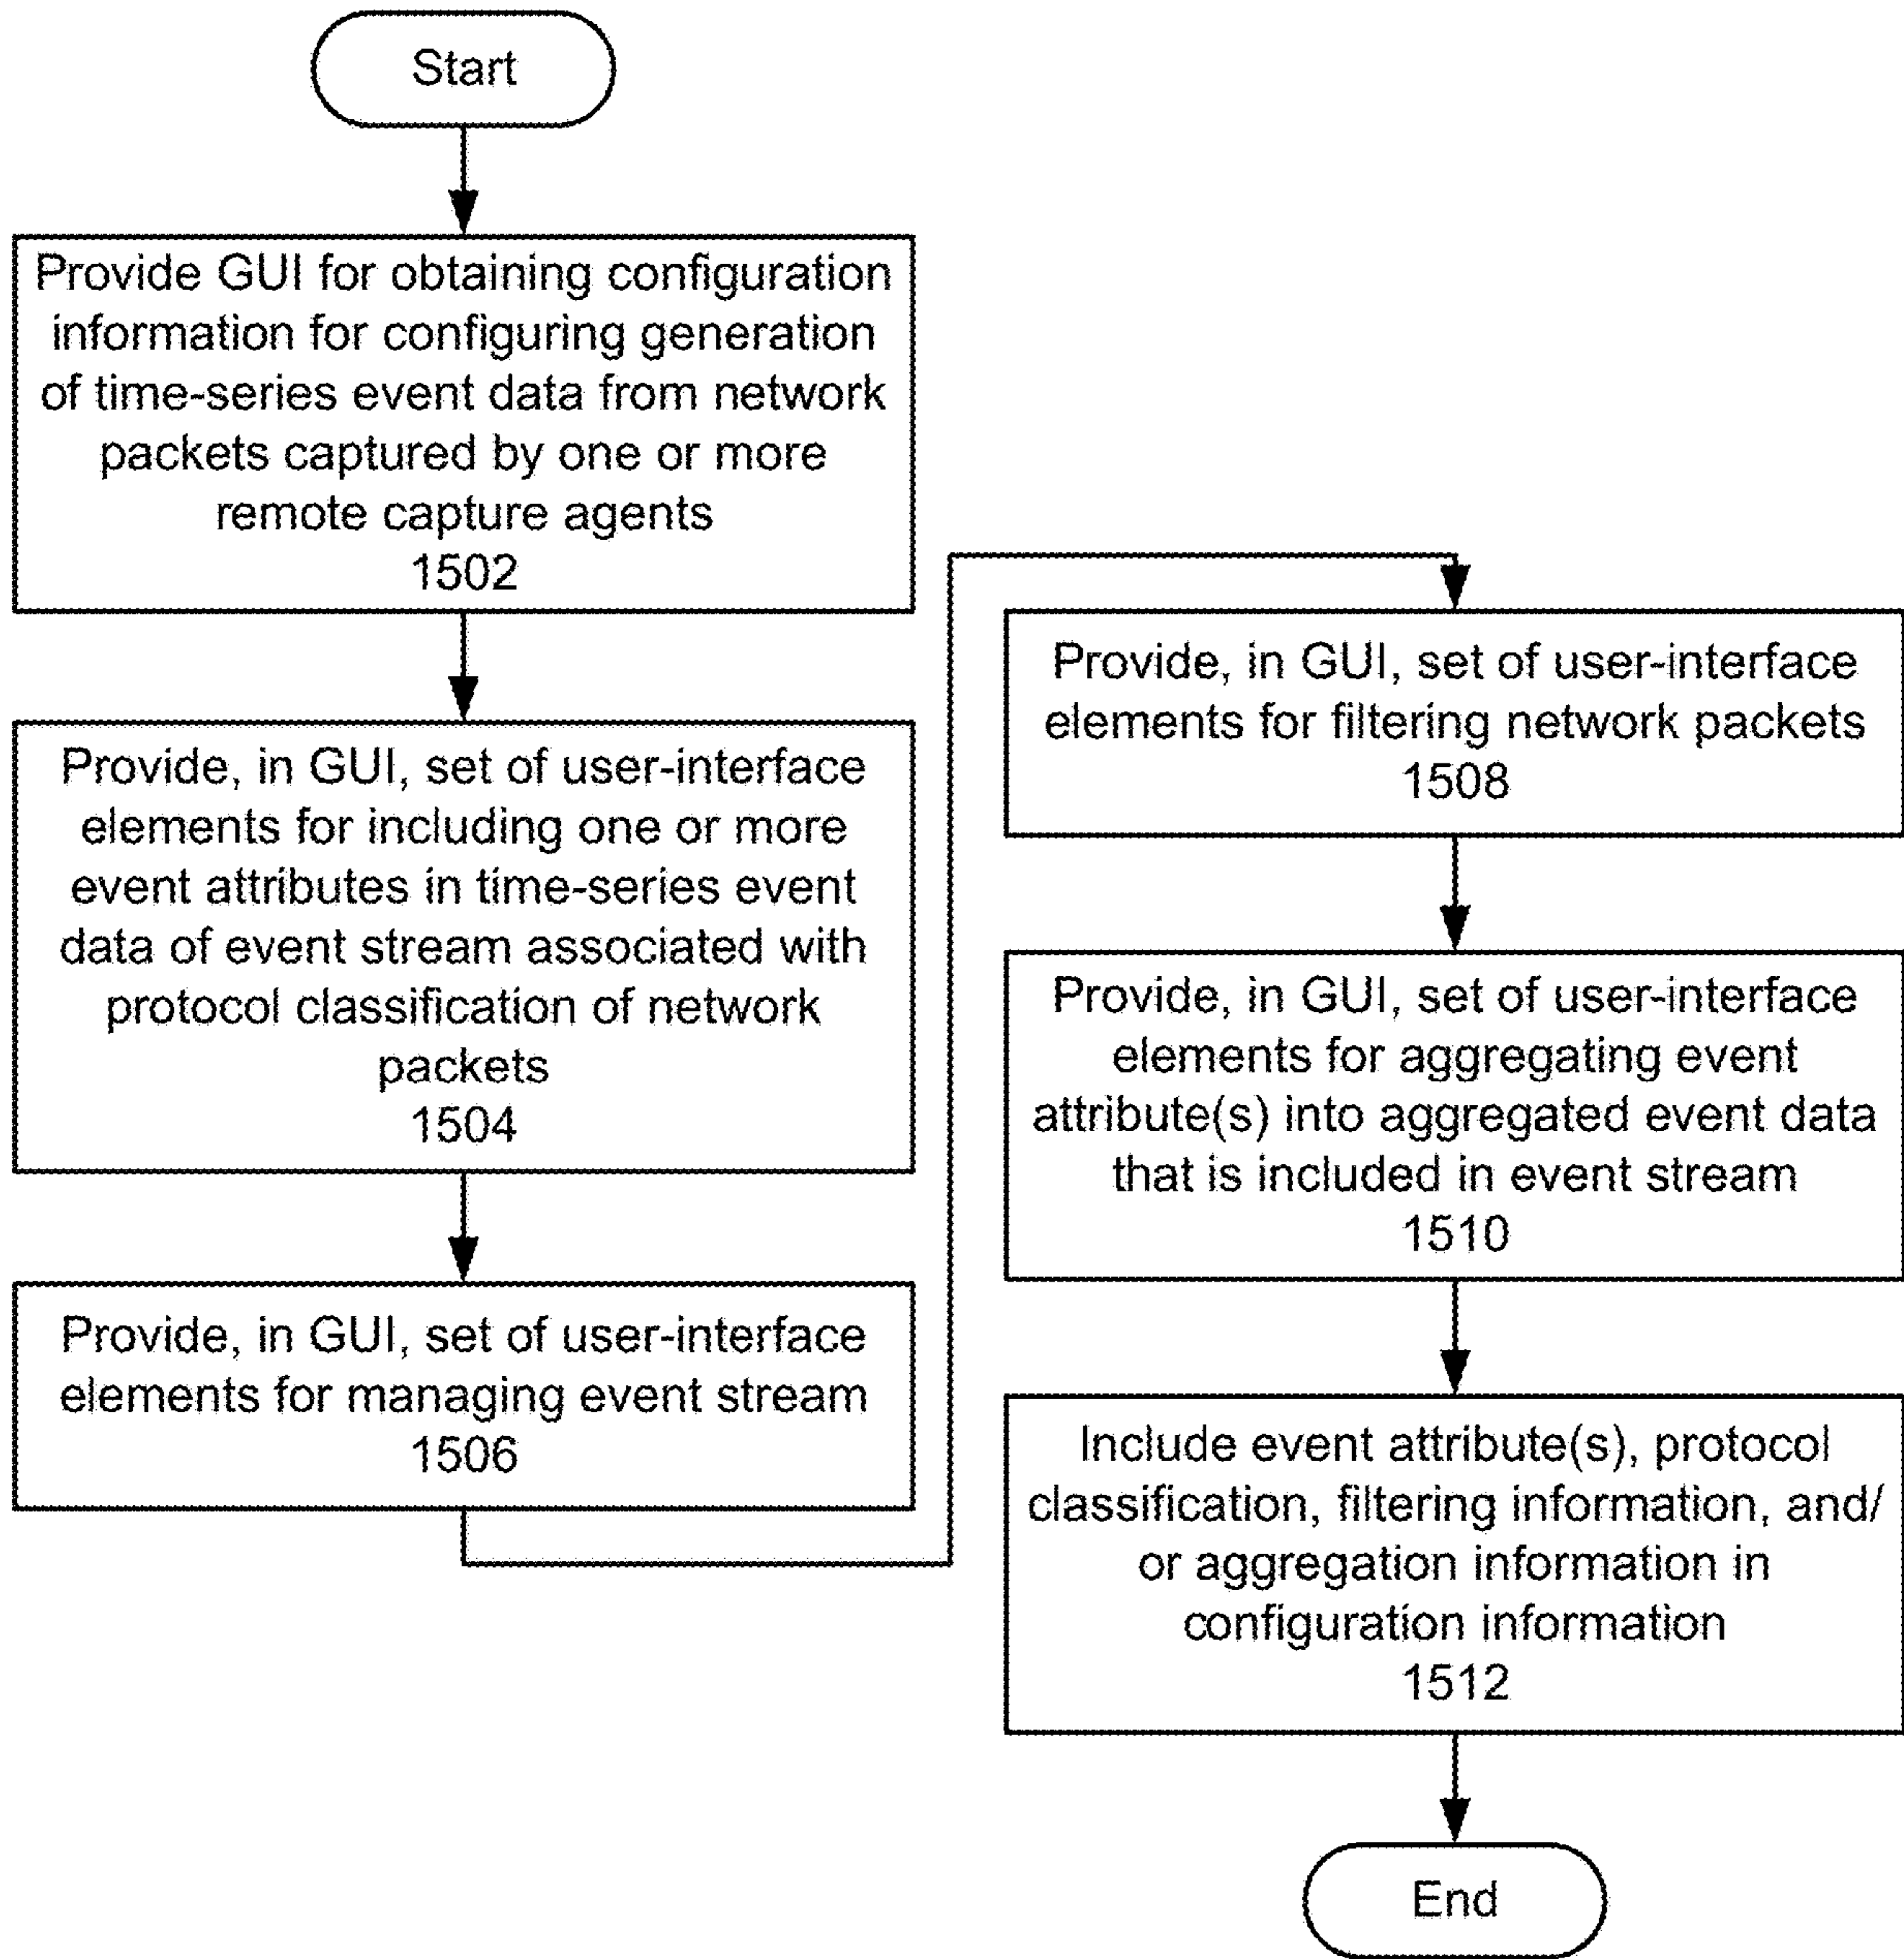 Start
Provide GUI for obtaining configuration
information for configuring generation
of time-series event data from network
packets captured by one or more
remote capture agents
1502
Provide, in GUI, set of user-interface
elements for including one or more
event attributes in time-series event
data of event stream associated with
protocol classification of network
packets
1504
Provide, in GUI, set of user-interface
elements for managing event stream
1506
Provide, in GUI, set of user-interface
elements for filtering network packets
1508
Provide, in GUI, set of user-interface
elements for aggregating event
attribute(s) into aggregated event data
that is included in event stream
1510
Include event attribute(s), protocol
classification, filtering information, and/
or aggregation information in
configuration information
1512
End